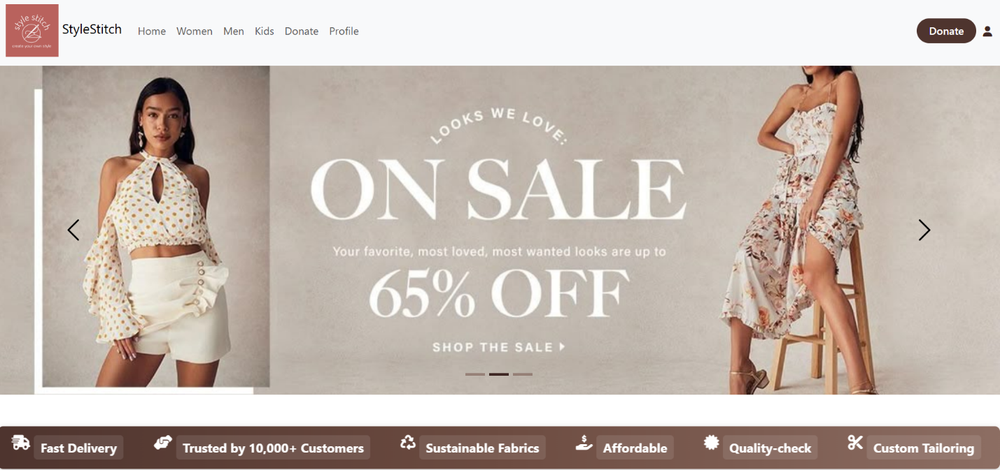 style stitch
create your own style
StyleStitch
Home Women Men Kids Donate Profile
Donate
LOOKS WE LOVE:
ON SALE
Your favorite, most loved, most wanted looks are up to
65% OFF
SHOP THE SALE
Fast Delivery Trusted by 10,000+ Customers Sustainable Fabrics Affordable Quality-check Custom Tailoring